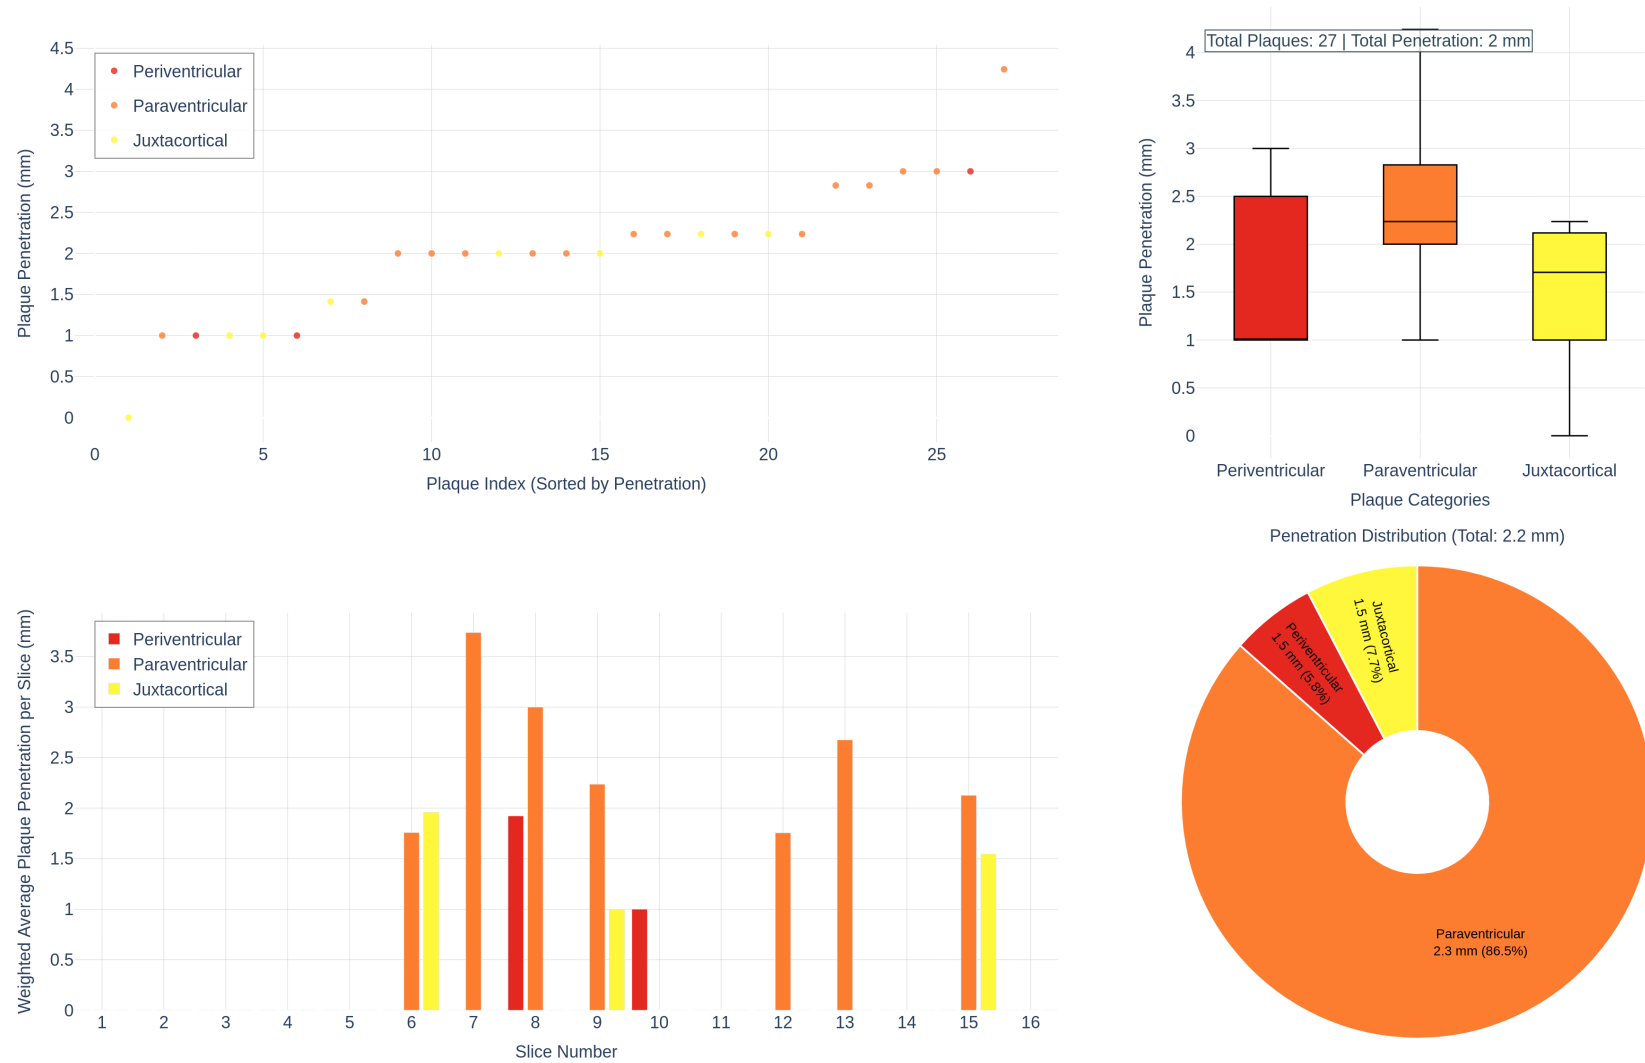 4.5
4
3.5
3
2.5
2
1.5
1
0.5
0
Plaque Penetration (mm)
Periventricular
Paraventricular
Juxtacortical
0
5
10
15
20
25
Plaque Index (Sorted by Penetration)
Total Plaques: 27 | Total Penetration: 2 mm
4
3.5
3
2.5
2
1.5
1
0.5
0
Plaque Penetration (mm)
Periventricular
Paraventricular
Juxtacortical
Plaque Categories
Weighted Average Plaque Penetration per Slice (mm)
3.5
3
2.5
2
1.5
1
0.5
0
Periventricular
Paraventricular
Juxtacortical
1
2
3
4
5
6
7
8
9
10
11
12
13
14
15
16
Slice Number
Penetration Distribution (Total: 2.2 mm)
Juxtacortical
1.5 mm (7.7%)
Periventricular
1.5 mm (5.8%)
Paraventricular
2.3 mm (86.5%)